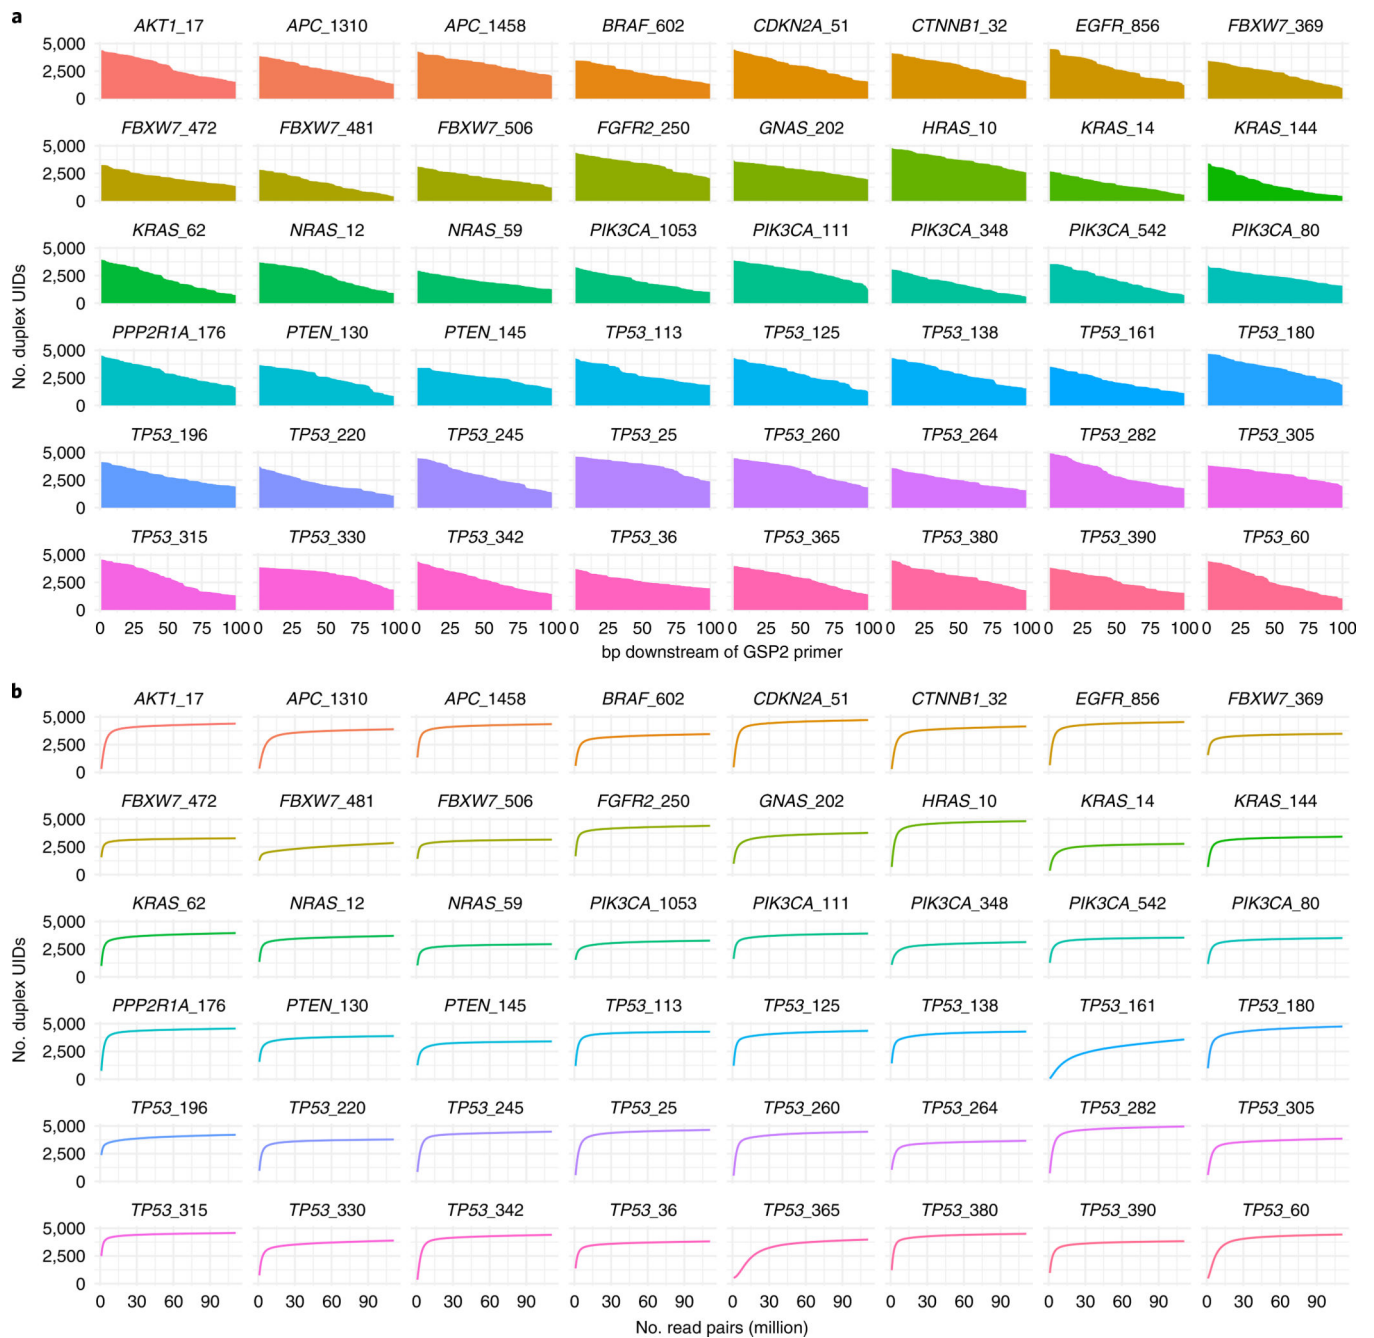 a
AKT1_17 APC_1310 APC_1458 BRAF_602 CDKN2A_51 CTNNB1_32 EGFR_856 FBXW7_369
5,000
2,500
0
FBXW7_472 FBXW7_481 FBXW7_506 FGFR2_250 GNAS_202 HRAS_10 KRAS_14 KRAS_144
5,000
2,500
0
KRAS_62 NRAS_12 NRAS_59 PIK3CA_1053 PIK3CA_111 PIK3CA_348 PIK3CA_542 PIK3CA_80
5,000
2,500
0
No. duplex UIDs
PPP2R1A_176 PTEN_130 PTEN_145 TP53_113 TP53_125 TP53_138 TP53_161 TP53_180
5,000
2,500
0
TP53_196 TP53_220 TP53_245 TP53_25 TP53_260 TP53_264 TP53_282 TP53_305
5,000
2,500
0
TP53_315 TP53_330 TP53_342 TP53_36 TP53_365 TP53_380 TP53_390 TP53_60
5,000
2,500
0
0 25 50 75 100 0 25 50 75 100 0 25 50 75 100 0 25 50 75 100 0 25 50 75 100 0 25 50 75 100 0 25 50 75 100 0 25 50 75 100
bp downstream of GSP2 primer
b
AKT1_17 APC_1310 APC_1458 BRAF_602 CDKN2A_51 CTNNB1_32 EGFR_856 FBXW7_369
5,000
2,500
0
FBXW7_472 FBXW7_481 FBXW7_506 FGFR2_250 GNAS_202 HRAS_10 KRAS_14 KRAS_144
5,000
2,500
0
KRAS_62 NRAS_12 NRAS_59 PIK3CA_1053 PIK3CA_111 PIK3CA_348 PIK3CA_542 PIK3CA_80
5,000
2,500
0
No. duplex UIDs
PPP2R1A_176 PTEN_130 PTEN_145 TP53_113 TP53_125 TP53_138 TP53_161 TP53_180
5,000
2,500
0
TP53_196 TP53_220 TP53_245 TP53_25 TP53_260 TP53_264 TP53_282 TP53_305
5,000
2,500
0
TP53_315 TP53_330 TP53_342 TP53_36 TP53_365 TP53_380 TP53_390 TP53_60
5,000
2,500
0
0 30 60 90 0 30 60 90 0 30 60 90 0 30 60 90 0 30 60 90 0 30 60 90 0 30 60 90 0 30 60 90
No. read pairs (million)